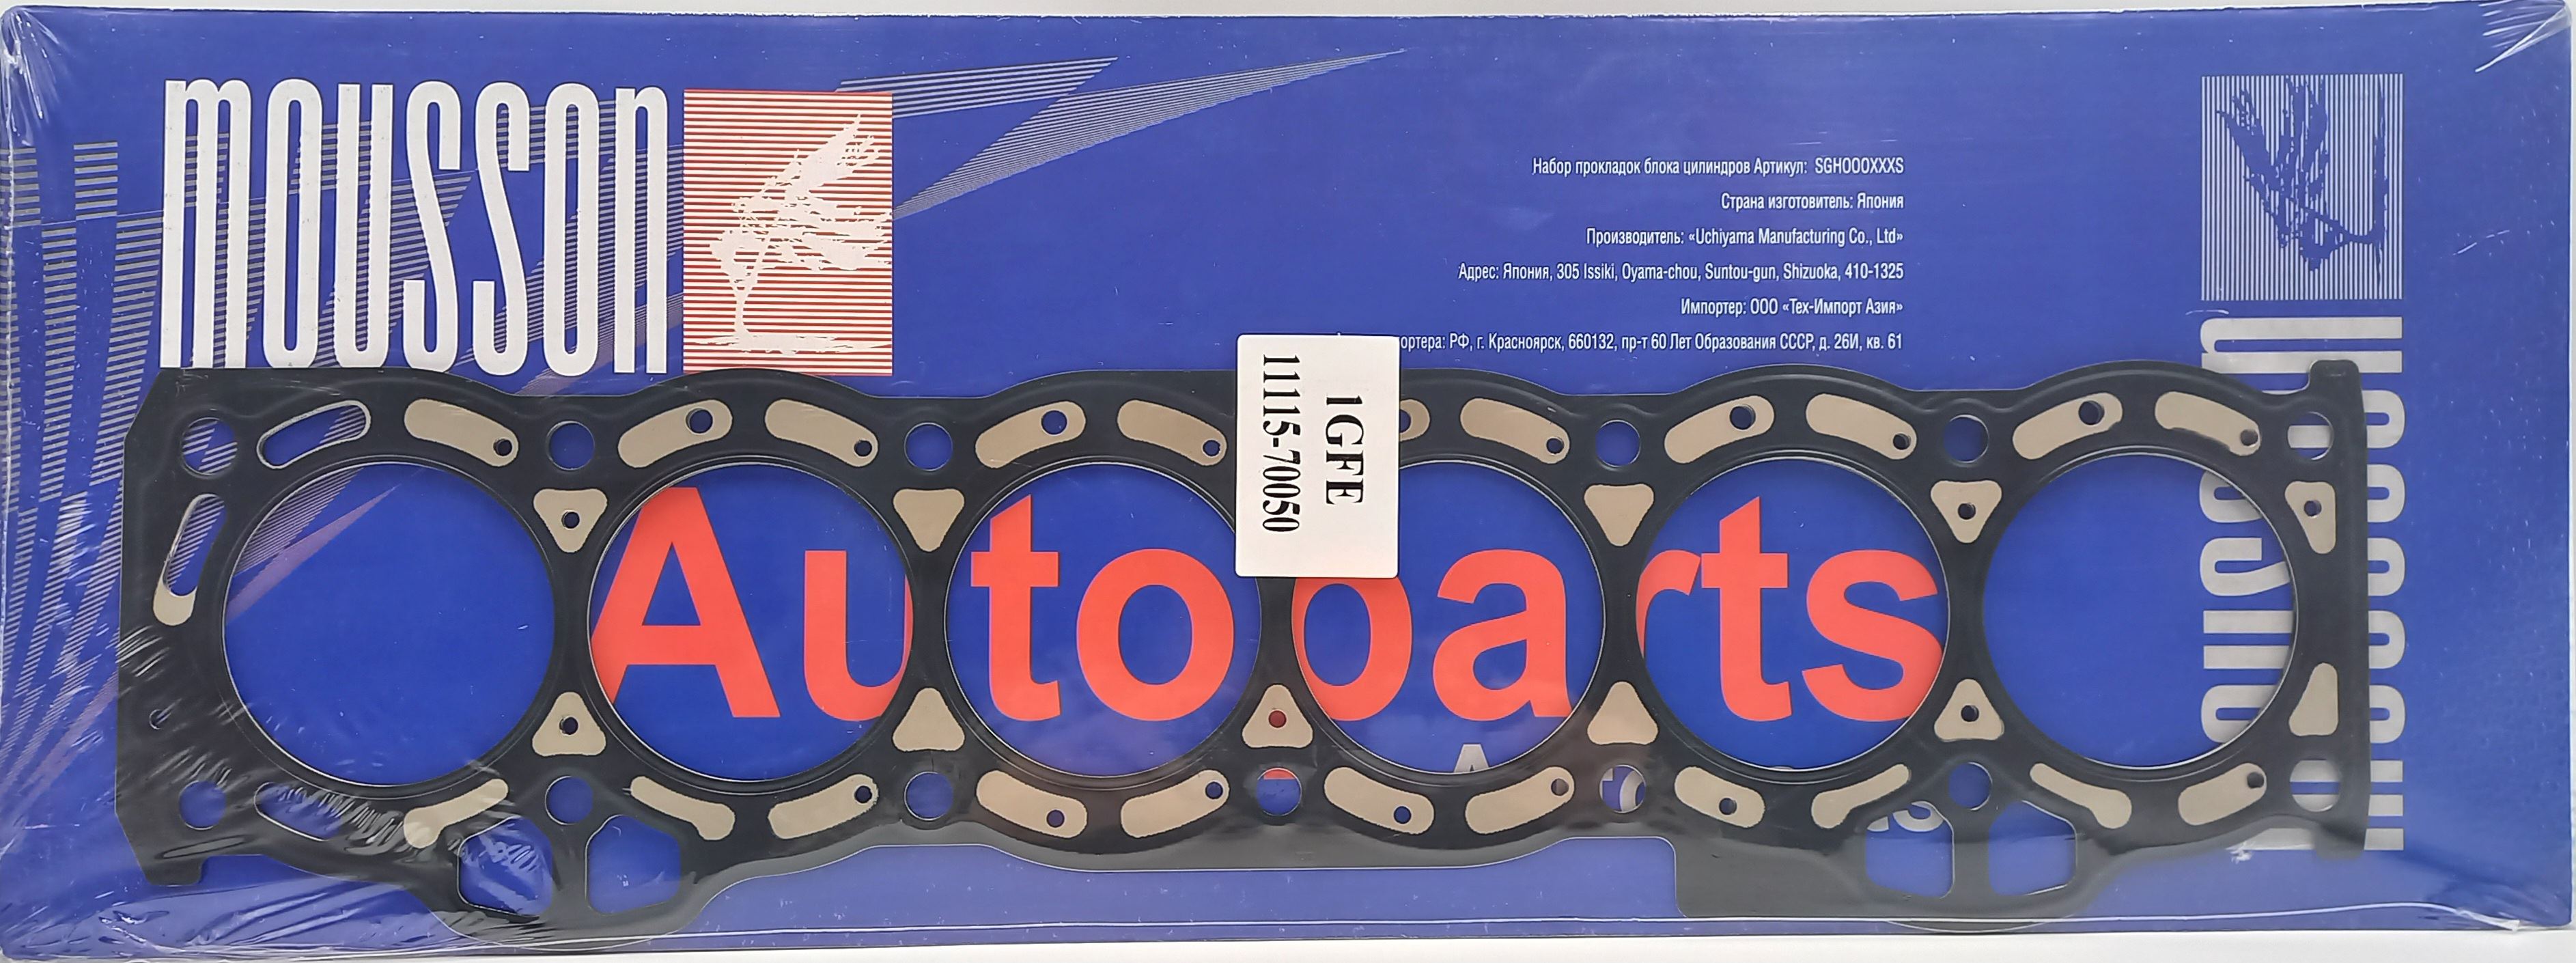 mousson
Набор прокладок блока цилиндров Артикул: SGHOOOXXXS
Страна изготовитель: Япония
Производитель: «Uchiyama Manufacturing Co., Ltd»
Адрес: Япония, 305 Issiki, Oyama-chou, Suntou-gun, Shizuoka, 410-1325
Импортер: ООО «Тех-Импорт Азия»
РФ, г. Красноярск, 660132, пр-т 60 Лет Образования СССР, д. 26И, кв. 61
1GFE
11115-70050
Autoparts
mousson